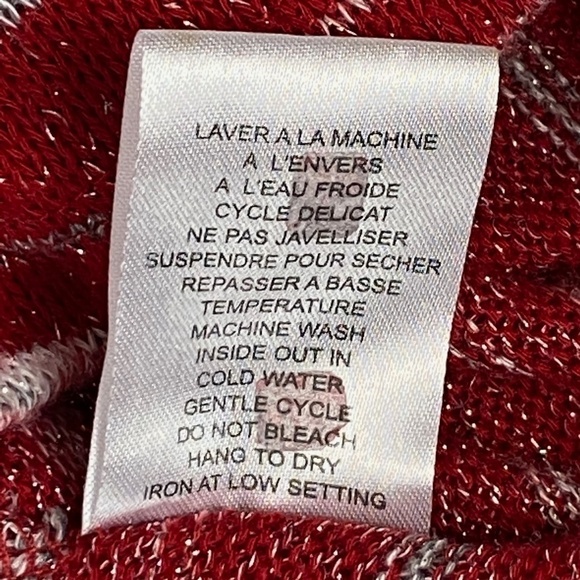 LAVER A LA MACHINE
A L'ENVERS
A L'EAU FROIDE
CYCLE DELICAT
NE PAS JAVELLISER
SUSPENDRE POUR SECHER
REPASSER A BASSE
TEMPERATURE
MACHINE WASH
INSIDE OUT IN
COLD WATER
GENTLE CYCLE
DO NOT BLEACH
HANG TO DRY
IRON AT LOW SETTING